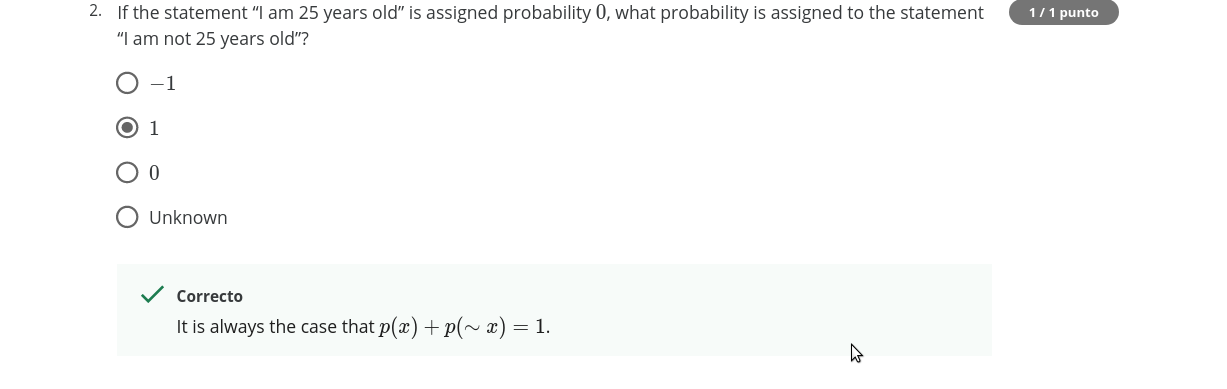 2. If the statement “I am 25 years old” is assigned probability 0, what probability is assigned to the statement 1 / 1 punto
“I am not 25 years old”?
−1
1
0
Unknown
Correcto
It is always the case that p(x) + p(∼ x) = 1.